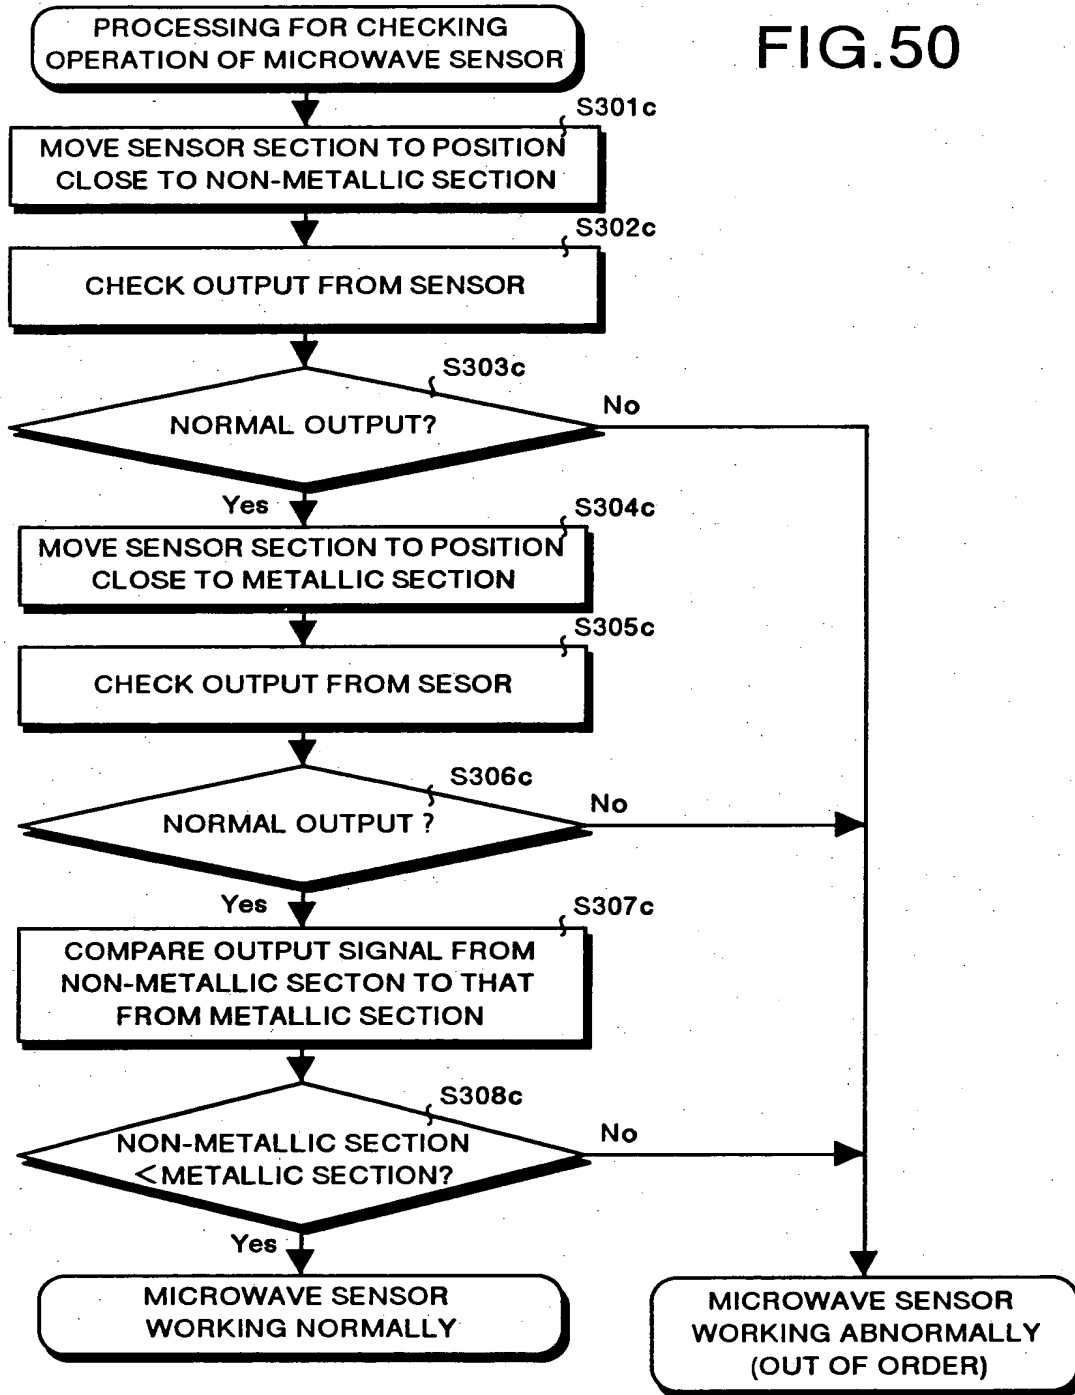 FIG.50
PROCESSING FOR CHECKING
OPERATION OF MICROWAVE SENSOR
S301c
MOVE SENSOR SECTION TO POSITION
CLOSE TO NON-METALLIC SECTION
S302c
CHECK OUTPUT FROM SENSOR
S303c
NORMAL OUTPUT?
No
Yes
S304c
MOVE SENSOR SECTION TO POSITION
CLOSE TO METALLIC SECTION
S305c
CHECK OUTPUT FROM SESOR
S306c
NORMAL OUTPUT ?
No
Yes
S307c
COMPARE OUTPUT SIGNAL FROM
NON-METALLIC SECTON TO THAT
FROM METALLIC SECTION
S308c
NON-METALLIC SECTION
<METALLIC SECTION?
No
Yes
MICROWAVE SENSOR
WORKING NORMALLY
MICROWAVE SENSOR
WORKING ABNORMALLY
(OUT OF ORDER)